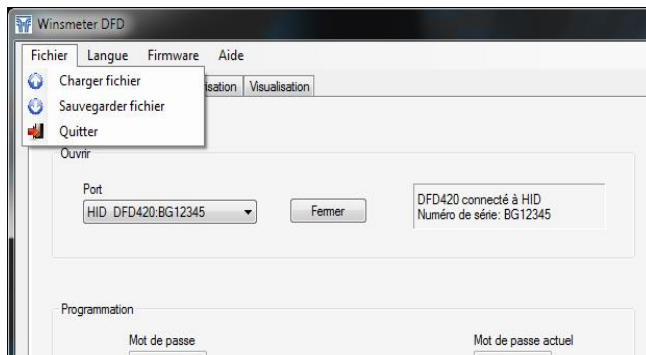 Winsmeter DFD
Fichier Langue Firmware Aide
Charger fichier
isation Visualisation
Sauvegarder fichier
Quitter
Ouvrir
Port
HID DFD420:BG12345
Fermer
DFD420 connecté à HID
Numéro de série: BG12345
Programmation
Mot de passe
Mot de passe actuel